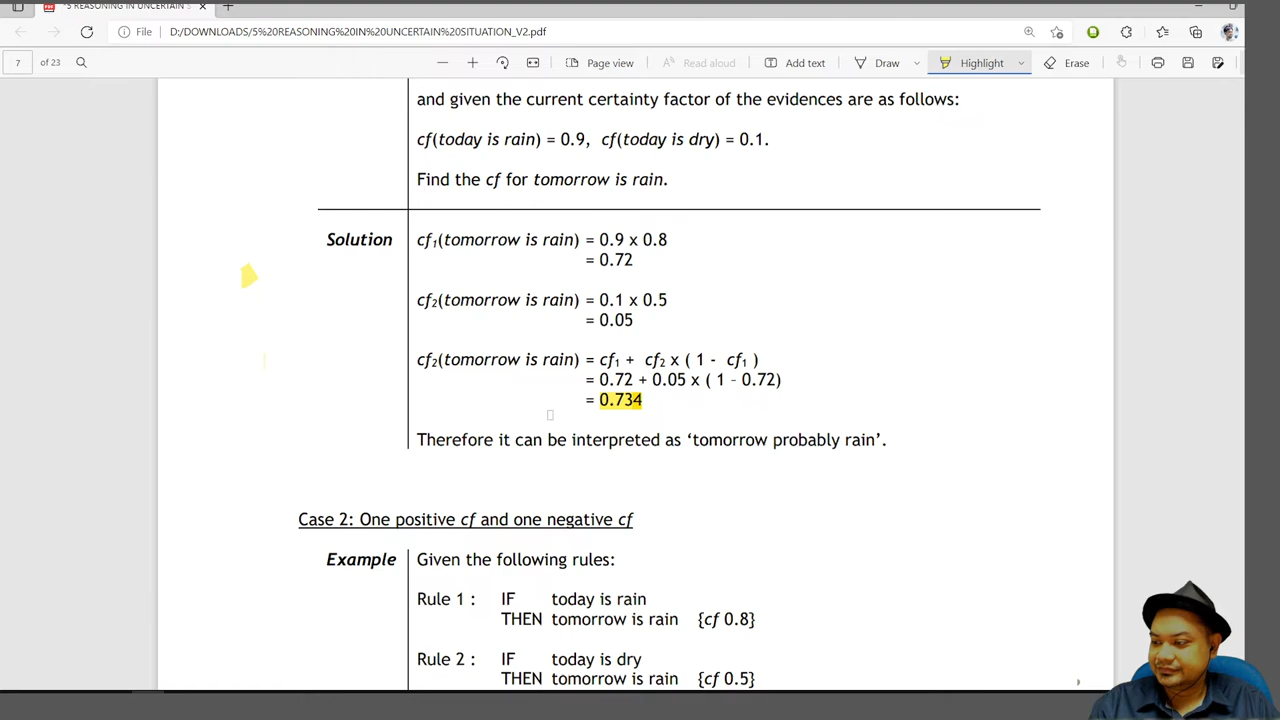 *5 REASONING IN UNCERTAIN S
File D:/DOWNLOADS/5%20REASONING%20IN%20UNCERTAIN%20SITUATION_V2.pdf
7 of 23 Page view Read aloud Add text Draw Highlight Erase
and given the current certainty factor of the evidences are as follows:
cf(today is rain) = 0.9, cf(today is dry) = 0.1.
Find the cf for tomorrow is rain.
Solution cf₁(tomorrow is rain) = 0.9 x 0.8
= 0.72
cf₂(tomorrow is rain) = 0.1 x 0.5
= 0.05
cf₂(tomorrow is rain) = cf₁ + cf₂ x ( 1 - cf₁ )
= 0.72 + 0.05 x ( 1 – 0.72)
= 0.734
Therefore it can be interpreted as ‘tomorrow probably rain’.
Case 2: One positive cf and one negative cf
Example Given the following rules:
Rule 1 : IF today is rain
THEN tomorrow is rain {cf 0.8}
Rule 2 : IF today is dry
THEN tomorrow is rain {cf 0.5}